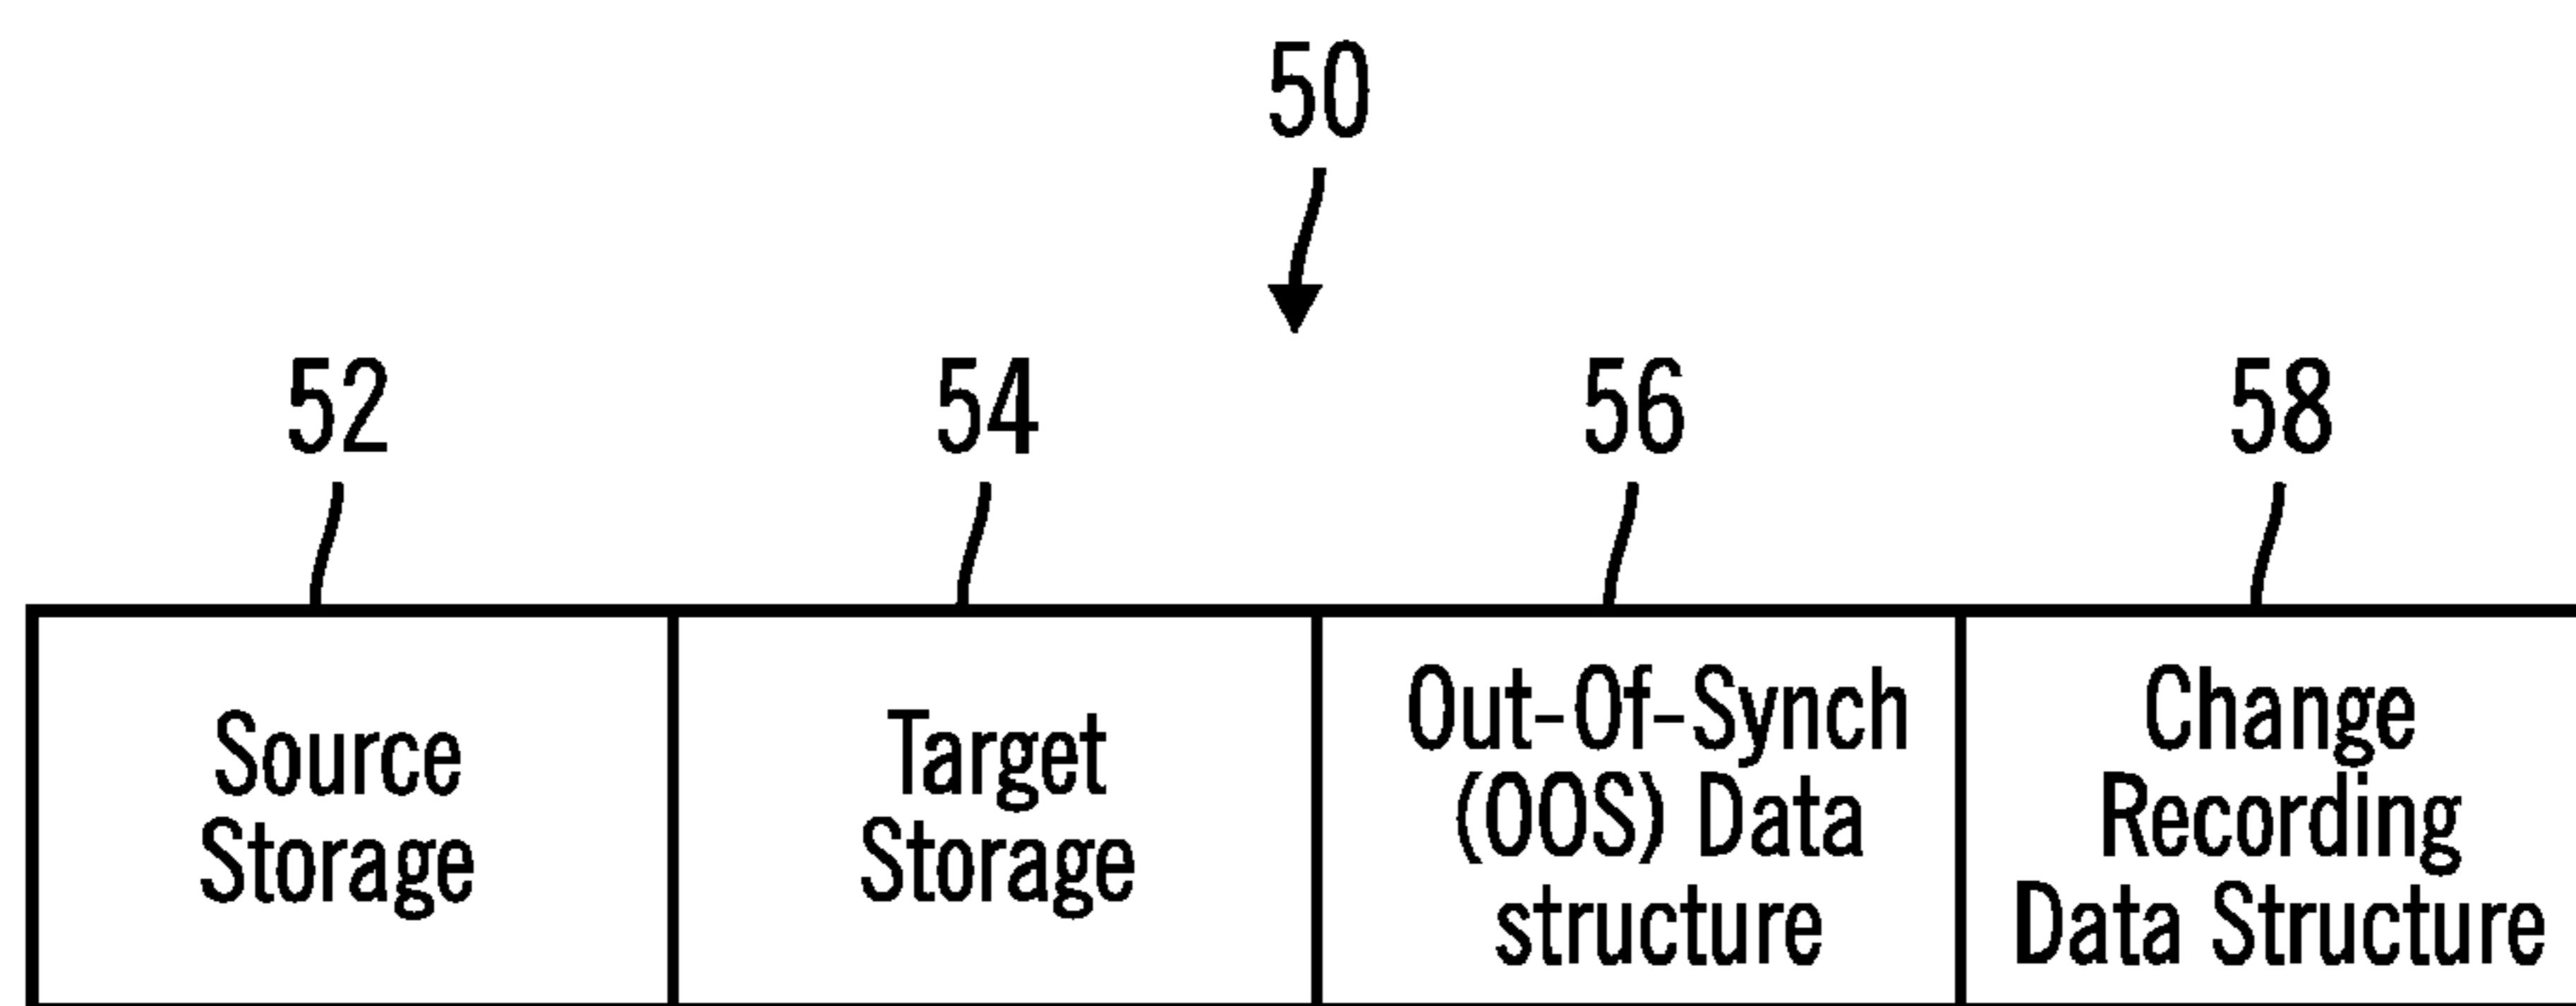 50
52
54
56
58
Source
Storage
Target
Storage
Out-Of-Synch
(OOS) Data
structure
Change
Recording
Data Structure